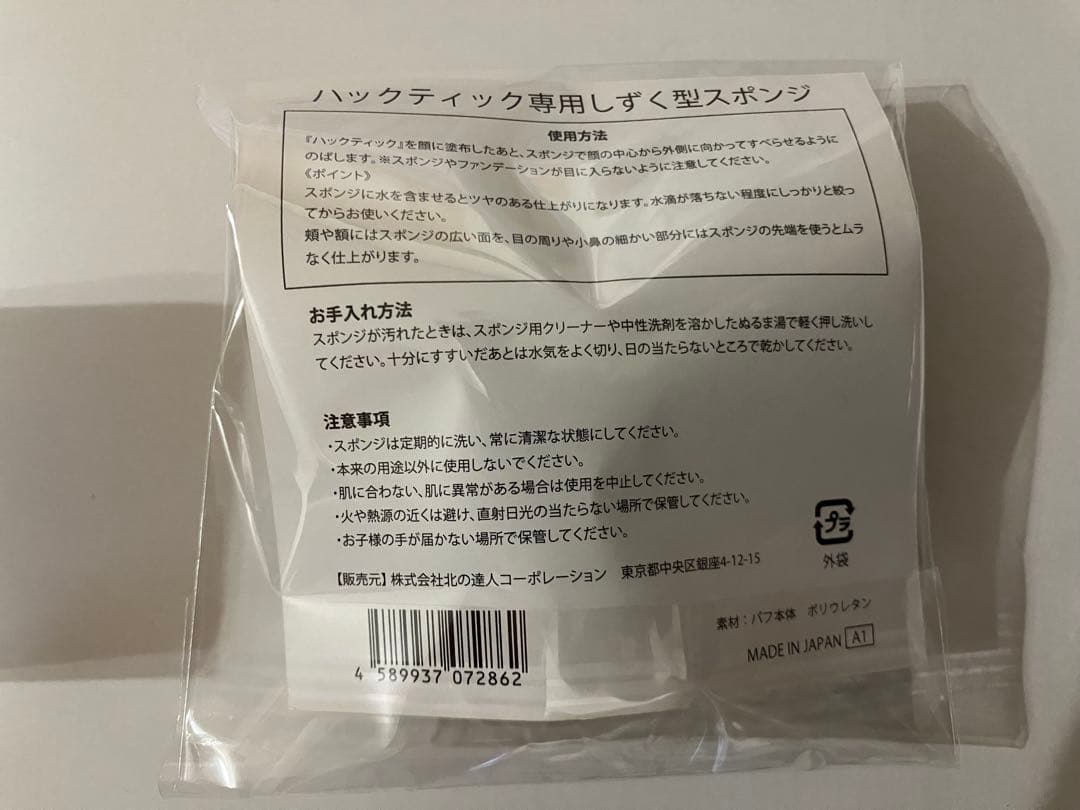 ハックティック専用しずく型スポンジ
使用方法
『ハックティック』を顔に塗布したあと、スポンジで顔の中心から外側に向かってすべらせるように
のばします。※スポンジやファンデーションが目に入らないように注意してください。
《ポイント》
スポンジに水を含ませるとツヤのある仕上がりになります。水滴が落ちない程度にしっかりと絞っ
てからお使いください。
頬や額にはスポンジの広い面を、目の周りや小鼻の細かい部分にはスポンジの先端を使うとムラ
なく仕上がります。
お手入れ方法
スポンジが汚れたときは、スポンジ用クリーナーや中性洗剤を溶かしたぬるま湯で軽く押し洗いし
てください。十分にすすいだあとは水気をよく切り、日の当たらないところで乾かしてください。
注意事項
・スポンジは定期的に洗い、常に清潔な状態にしてください。
・本来の用途以外に使用しないでください。
・肌に合わない、肌に異常がある場合は使用を中止してください。
・火や熱源の近くは避け、直射日光の当たらない場所で保管してください。
・お子様の手が届かない場所で保管してください。
プラ
外袋
【販売元】株式会社北の達人コーポレーション 東京都中央区銀座4-12-15
素材：パフ本体 ポリウレタン
MADE IN JAPAN A1
4 589937 072862